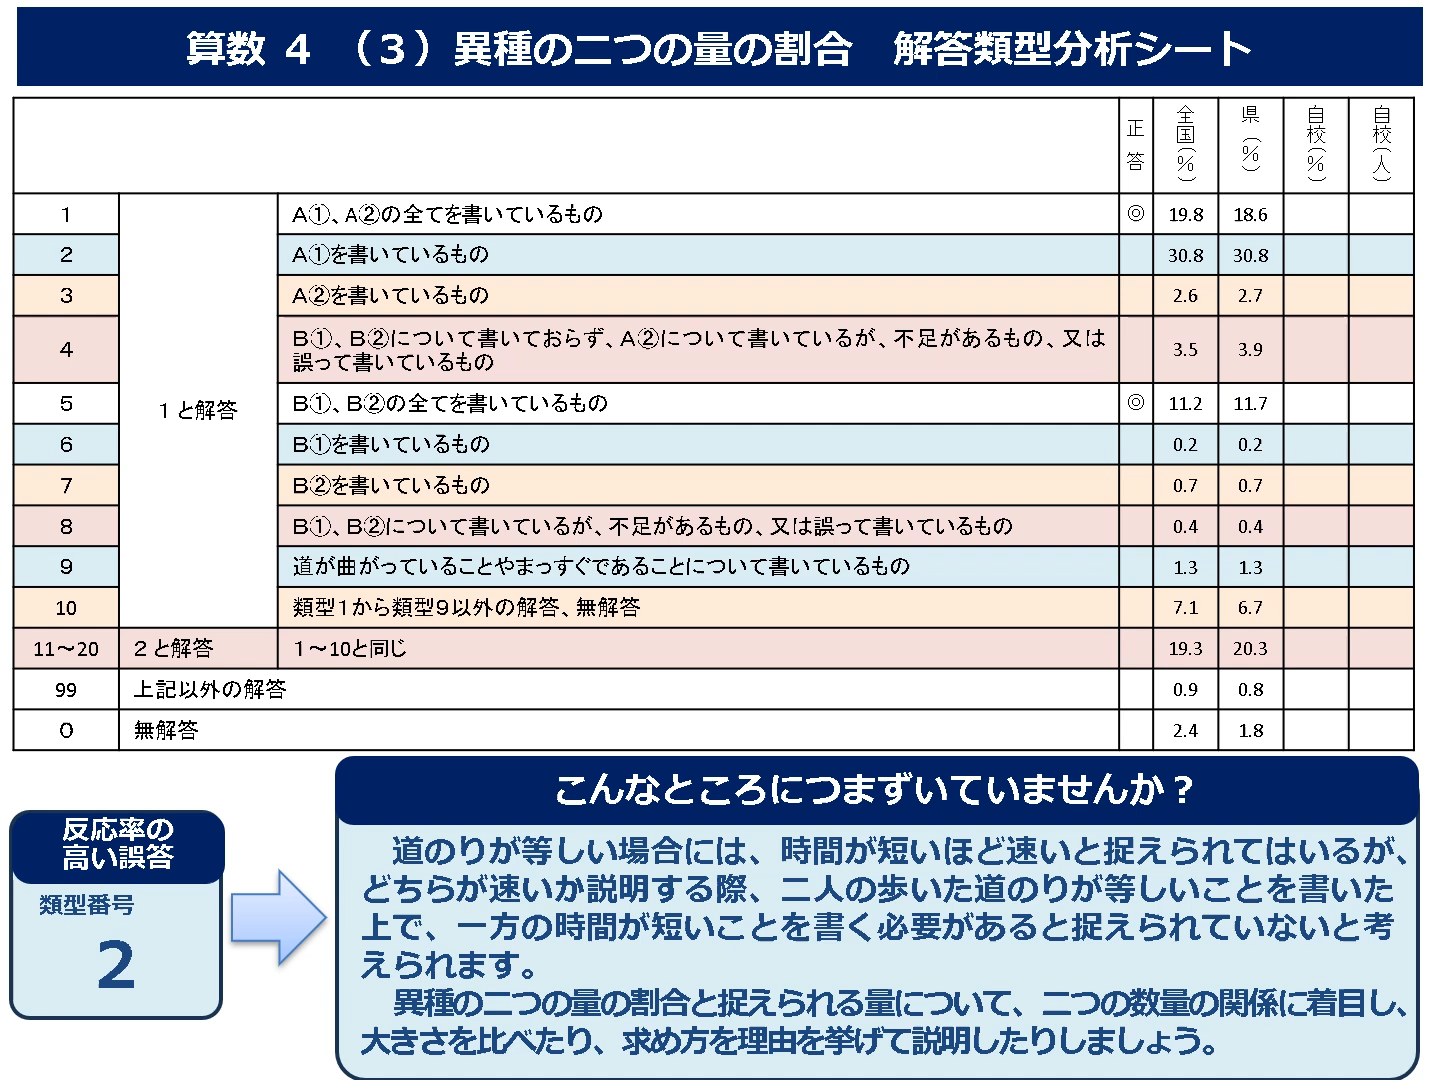 算数 4 （３）異種の二つの量の割合　解答類型分析シート
正答 全国(%) 県(%) 自校(%) 自校(人)
1 A①、A②の全てを書いているもの ◎ 19.8 18.6
2 A①を書いているもの 30.8 30.8
3 A②を書いているもの 2.6 2.7
4 B①、B②について書いておらず、A②について書いているが、不足があるもの、又は
誤って書いているもの 3.5 3.9
1 と解答
5 B①、B②の全てを書いているもの ◎ 11.2 11.7
6 B①を書いているもの 0.2 0.2
7 B②を書いているもの 0.7 0.7
8 B①、B②について書いているが、不足があるもの、又は誤って書いているもの 0.4 0.4
9 道が曲がっていることやまっすぐであることについて書いているもの 1.3 1.3
10 類型１から類型９以外の解答、無解答 7.1 6.7
11～20 2 と解答 1～10と同じ 19.3 20.3
99 上記以外の解答 0.9 0.8
0 無解答 2.4 1.8
反応率の
高い誤答
類型番号
2
こんなところにつまずいていませんか？
道のりが等しい場合には、時間が短いほど速いと捉えられてはいるが、
どちらが速いか説明する際、二人の歩いた道のりが等しいことを書いた
上で、一方の時間が短いことを書く必要があると捉えられていないと考
えられます。
異種の二つの量の割合と捉えられる量について、二つの数量の関係に着目し、
大きさを比べたり、求め方を理由を挙げて説明したりしましょう。